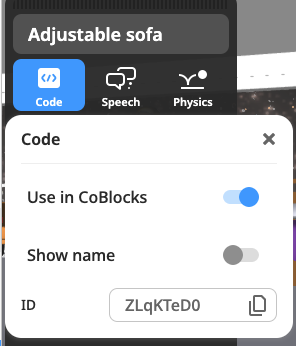 Adjustable sofa
Code Speech Physics
Code
Use in CoBlocks
Show name
ID ZLqKTeD0